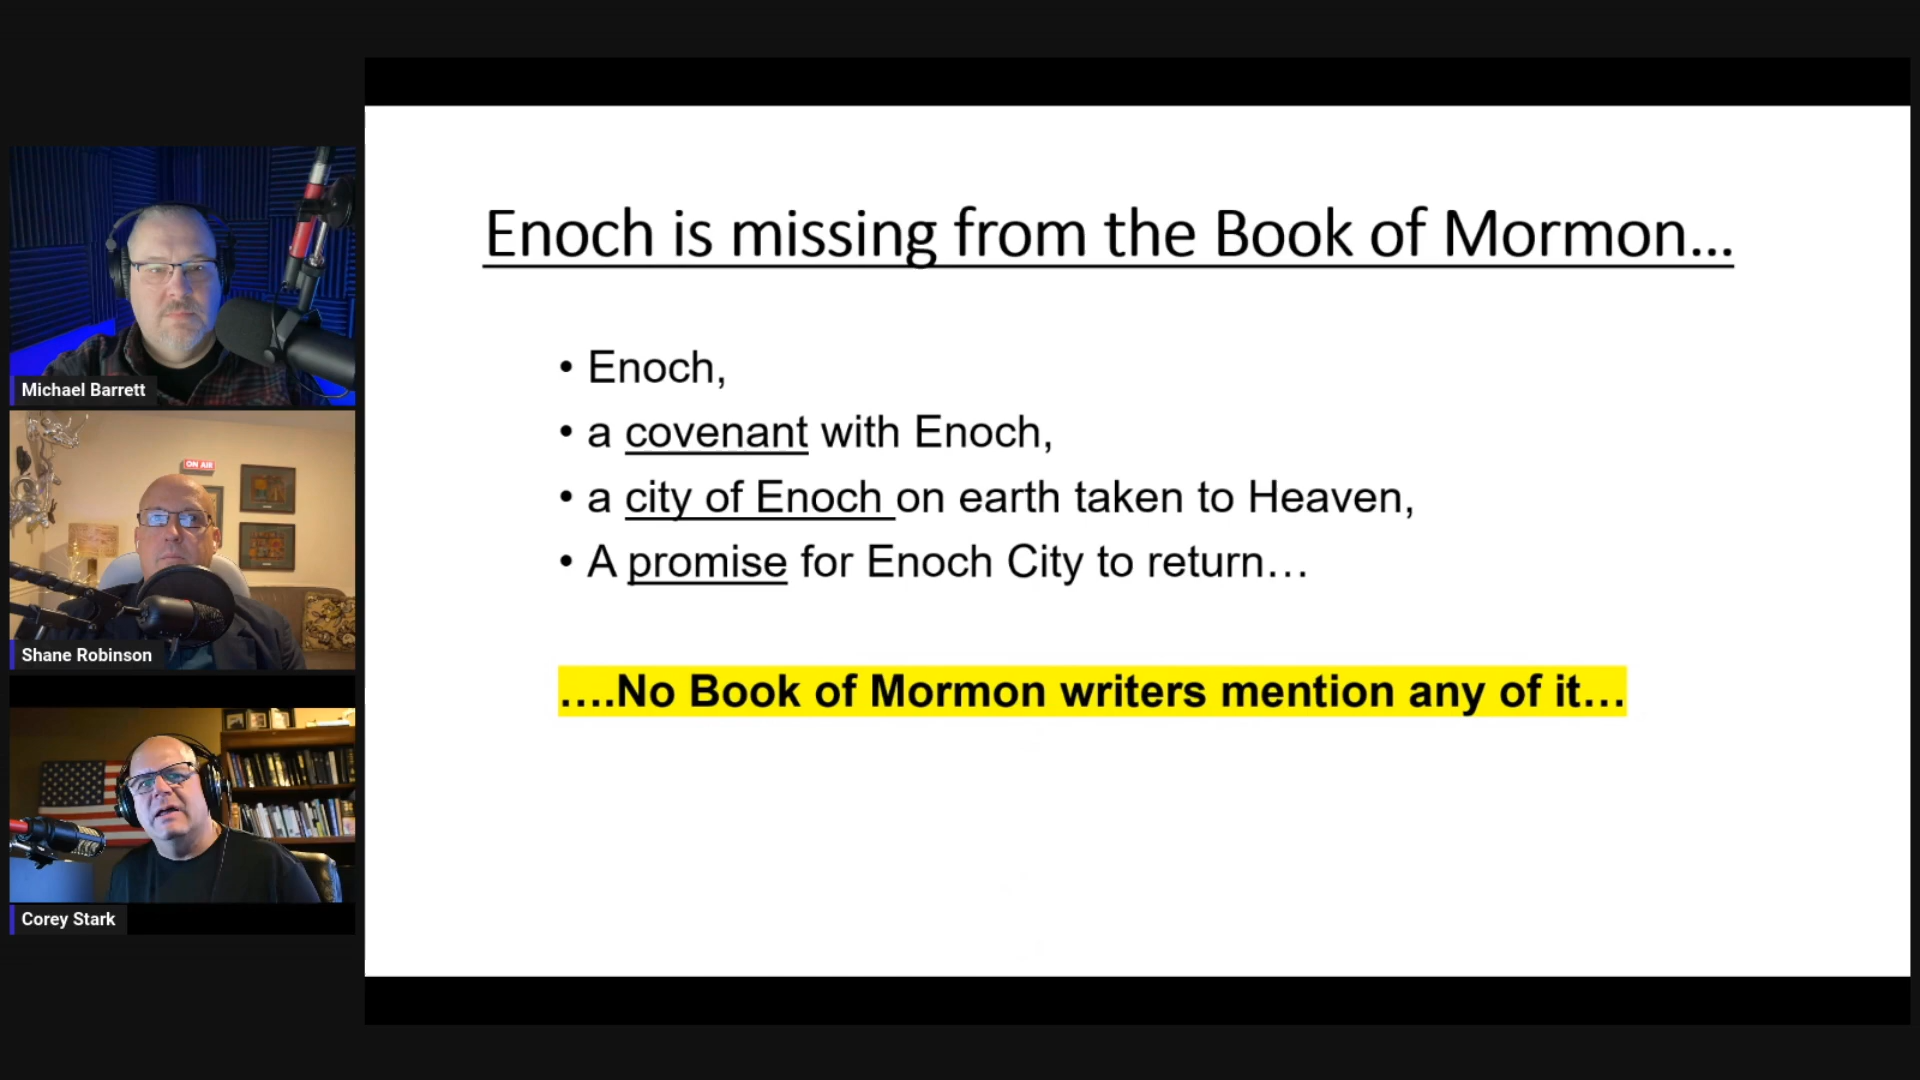 Enoch is missing from the Book of Mormon...
• Enoch,
• a covenant with Enoch,
• a city of Enoch on earth taken to Heaven,
• A promise for Enoch City to return…
….No Book of Mormon writers mention any of it…
Michael Barrett
ON AIR
Shane Robinson
Corey Stark